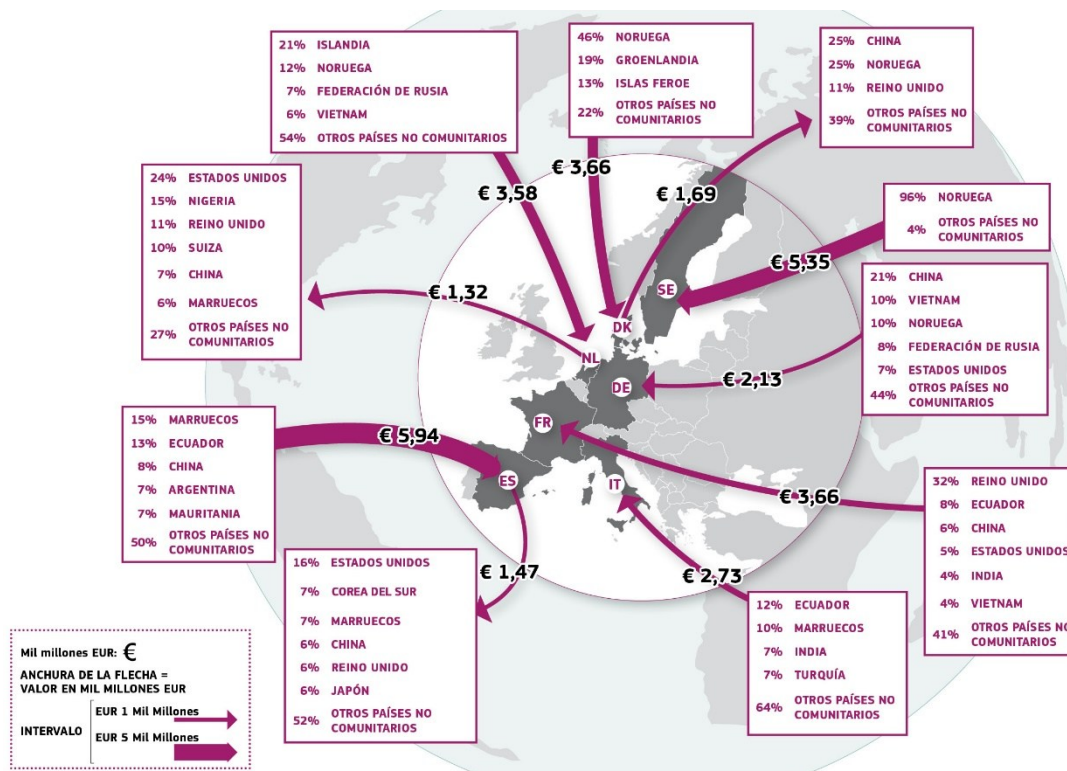 21% ISLANDIA
12% NORUEGA
7% FEDERACIÓN DE RUSIA
6% VIETNAM
54% OTROS PAÍSES NO COMUNITARIOS
46% NORUEGA
19% GROENLANDIA
13% ISLAS FEROE
22% OTROS PAÍSES NO
COMUNITARIOS
25% CHINA
25% NORUEGA
11% REINO UNIDO
39% OTROS PAÍSES NO
COMUNITARIOS
24% ESTADOS UNIDOS
15% NIGERIA
11% REINO UNIDO
10% SUIZA
7% CHINA
6% MARRUECOS
27% OTROS PAÍSES NO
COMUNITARIOS
€ 3,58
€ 3,66
€ 1,69
96% NORUEGA
4% OTROS PAÍSES NO
COMUNITARIOS
€ 5,35
€ 1,32
SE
DK
NL
DE
€ 2,13
21% CHINA
10% VIETNAM
10% NORUEGA
8% FEDERACIÓN DE RUSIA
7% ESTADOS UNIDOS
44% OTROS PAÍSES NO
COMUNITARIOS
15% MARRUECOS
13% ECUADOR
8% CHINA
7% ARGENTINA
7% MAURITANIA
50% OTROS PAÍSES NO
COMUNITARIOS
€ 5,94
FR
ES
IT
€ 3,66
32% REINO UNIDO
8% ECUADOR
6% CHINA
5% ESTADOS UNIDOS
4% INDIA
4% VIETNAM
41% OTROS PAÍSES NO
COMUNITARIOS
€ 1,47
€ 2,73
16% ESTADOS UNIDOS
7% COREA DEL SUR
7% MARRUECOS
6% CHINA
6% REINO UNIDO
6% JAPÓN
52% OTROS PAÍSES NO
COMUNITARIOS
12% ECUADOR
10% MARRUECOS
7% INDIA
7% TURQUÍA
64% OTROS PAÍSES NO
COMUNITARIOS
Mil millones EUR: €
ANCHURA DE LA FLECHA =
VALOR EN MIL MILLONES EUR
INTERVALO
EUR 1 Mil Millones
EUR 5 Mil Millones